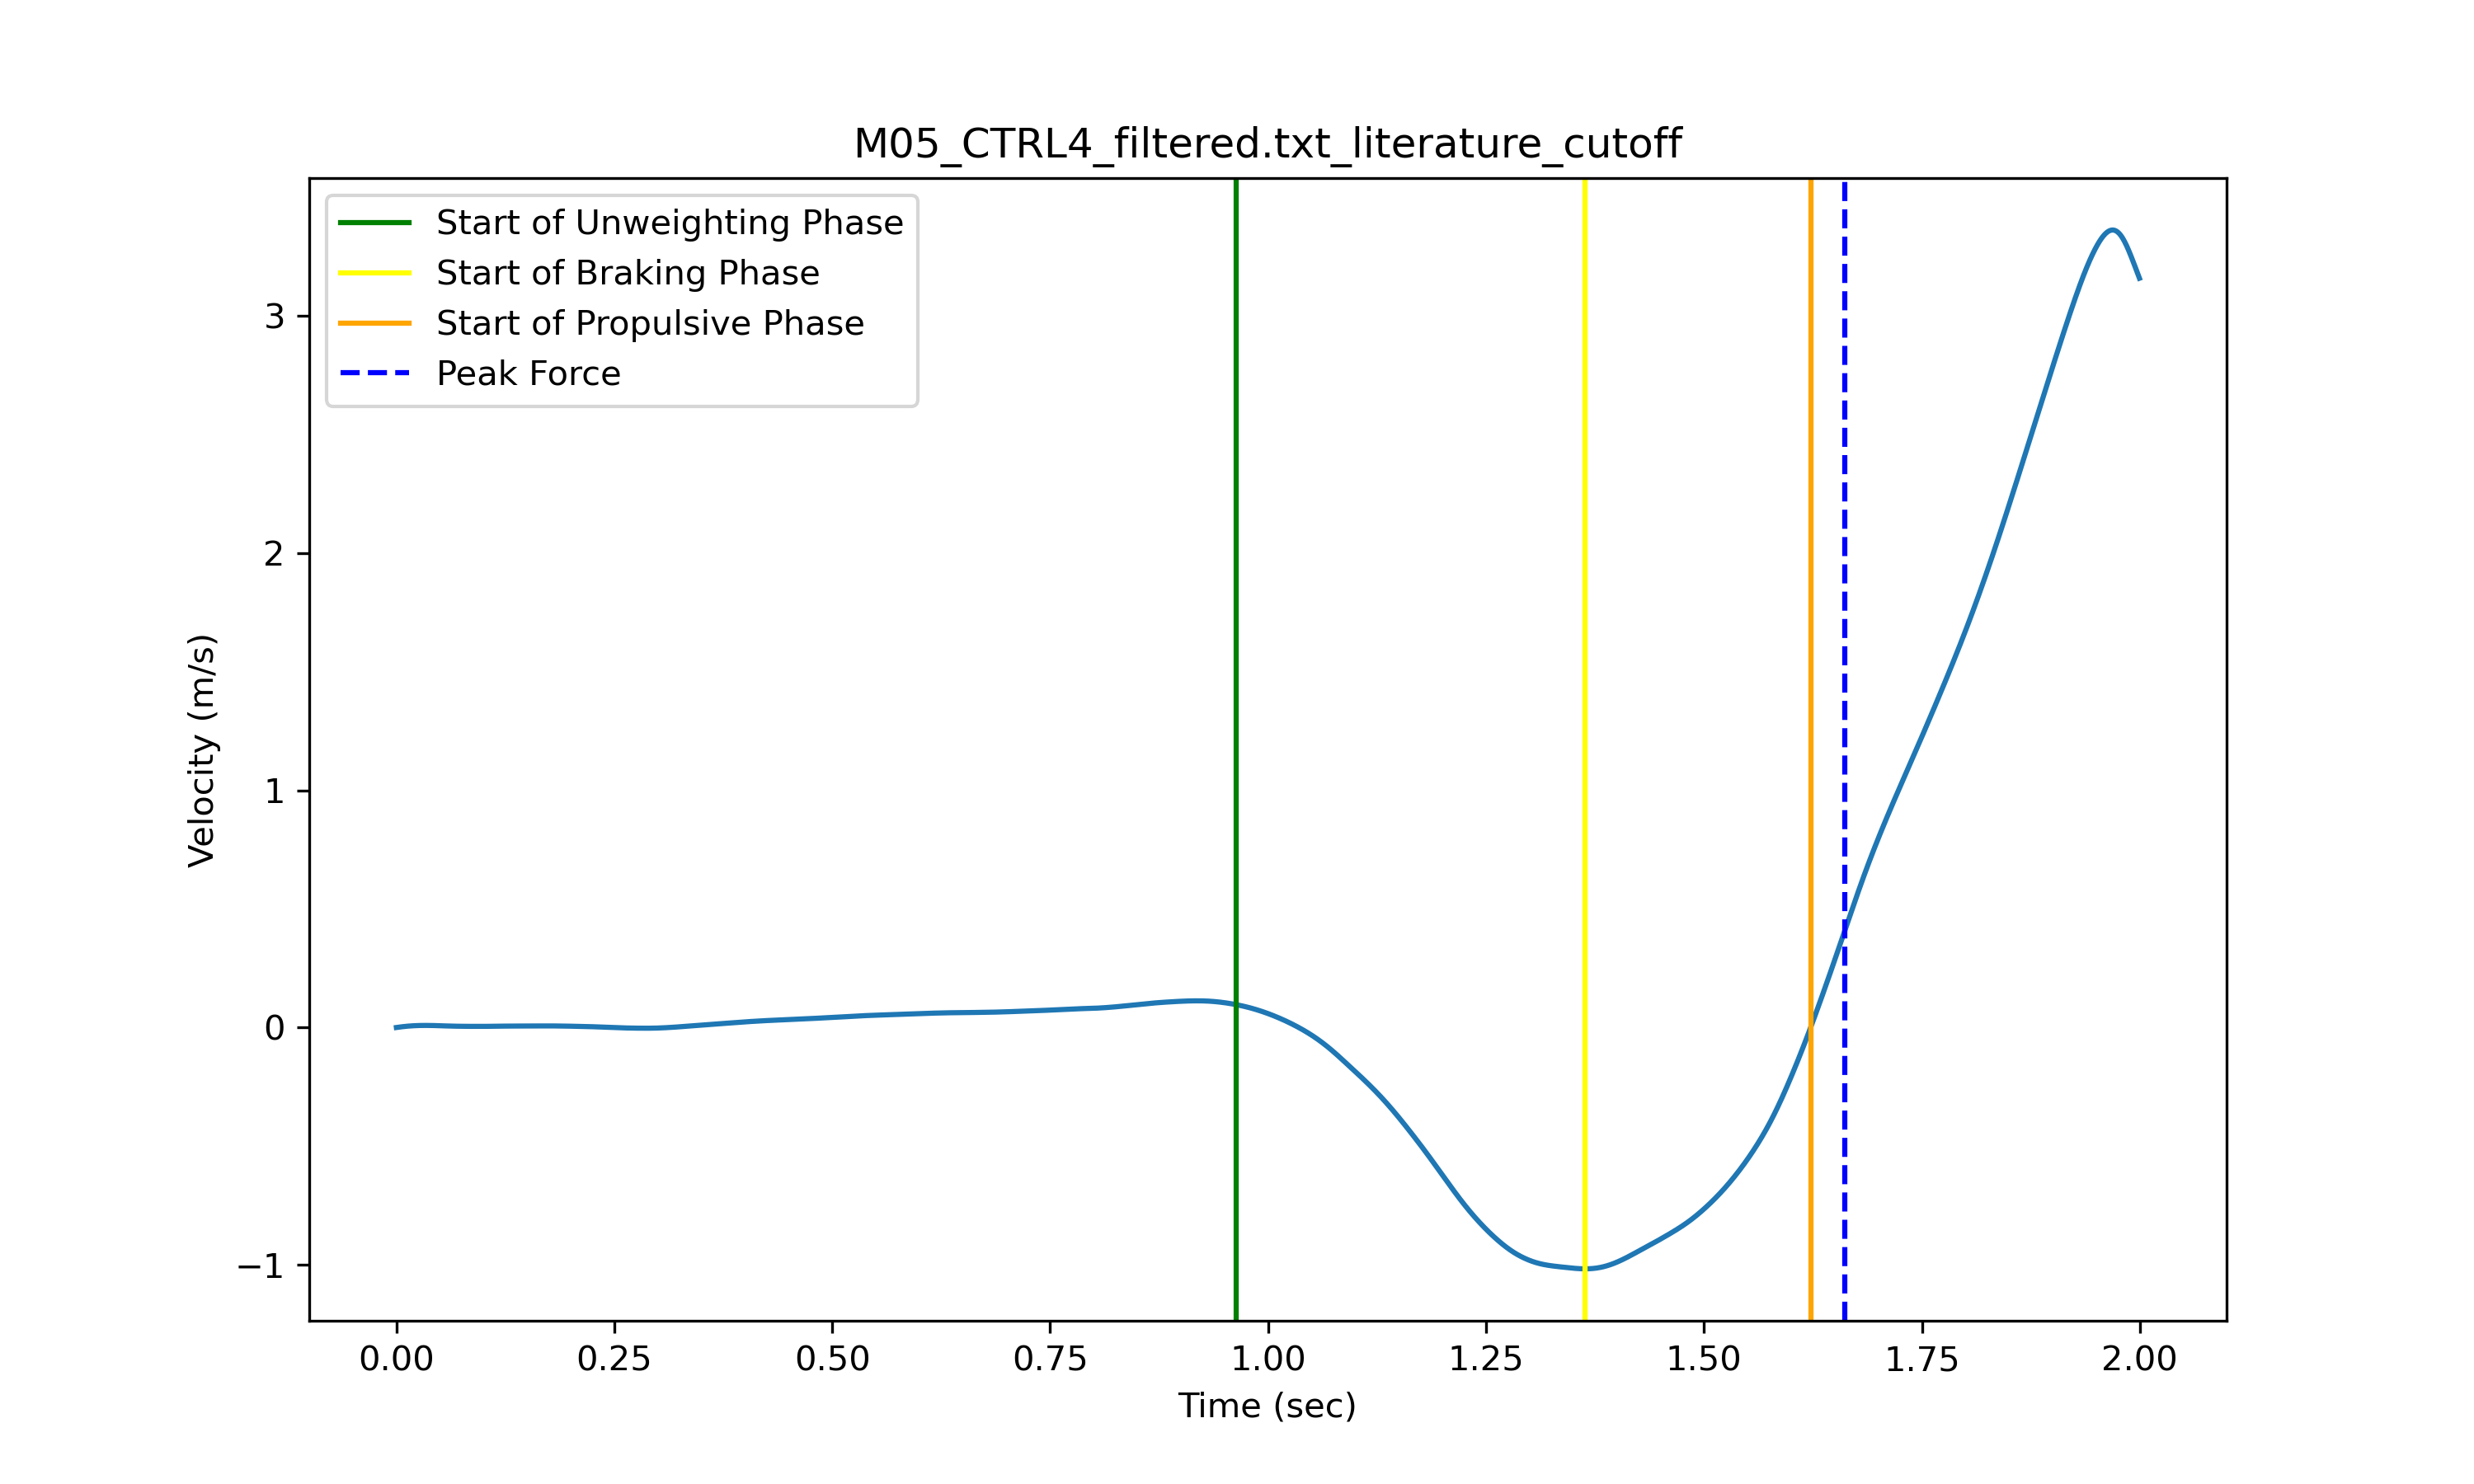 M05_CTRL4_filtered.txt_literature_cutoff
Start of Unweighting Phase
Start of Braking Phase
Start of Propulsive Phase
Peak Force
Velocity (m/s)
3
2
1
0
−1
0.00 0.25 0.50 0.75 1.00 1.25 1.50 1.75 2.00
Time (sec)